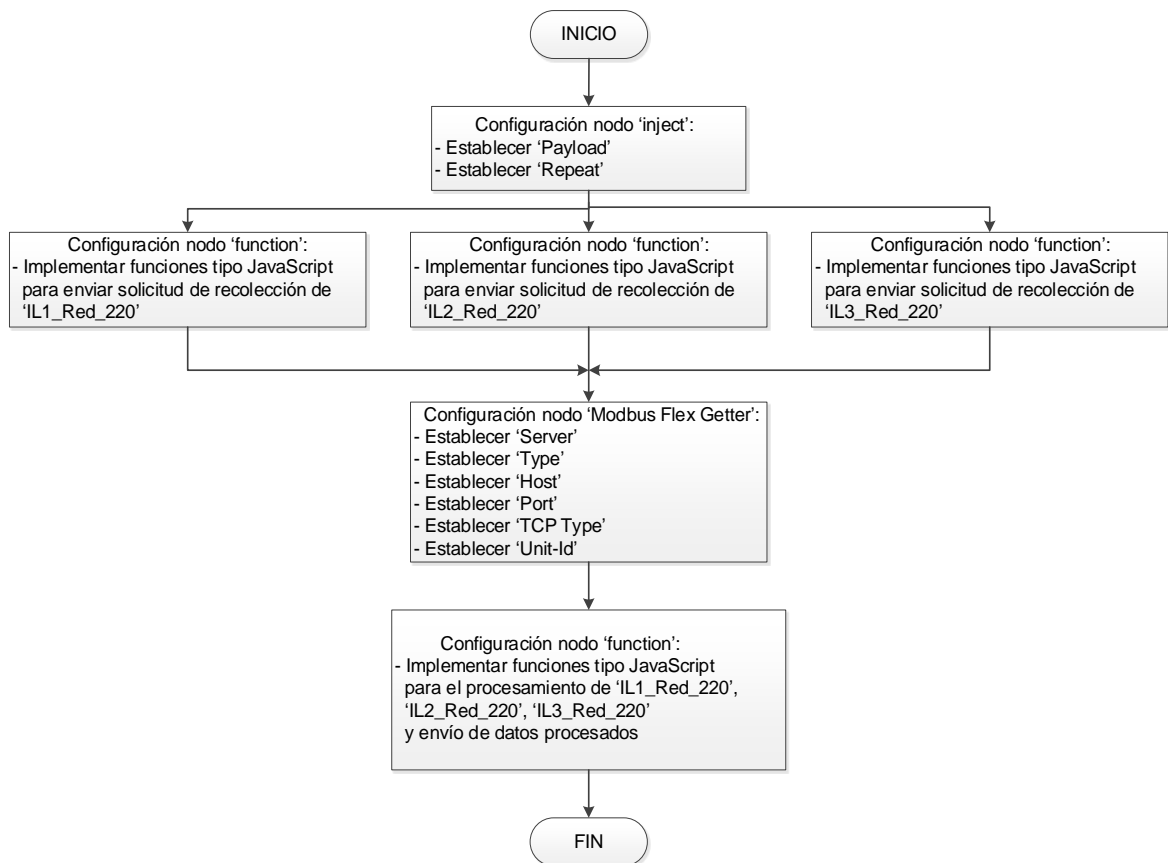 INICIO
Configuración nodo ‘inject’:
- Establecer ‘Payload’
- Establecer ‘Repeat’
Configuración nodo ‘function’:
- Implementar funciones tipo JavaScript
para enviar solicitud de recolección de
‘IL1_Red_220’
Configuración nodo ‘function’:
- Implementar funciones tipo JavaScript
para enviar solicitud de recolección de
‘IL2_Red_220’
Configuración nodo ‘function’:
- Implementar funciones tipo JavaScript
para enviar solicitud de recolección de
‘IL3_Red_220’
Configuración nodo ‘Modbus Flex Getter’:
- Establecer ‘Server’
- Establecer ‘Type’
- Establecer ‘Host’
- Establecer ‘Port’
- Establecer ‘TCP Type’
- Establecer ‘Unit-Id’
Configuración nodo ‘function’:
- Implementar funciones tipo JavaScript
para el procesamiento de ‘IL1_Red_220’,
‘IL2_Red_220’, ‘IL3_Red_220’
y envío de datos procesados
FIN